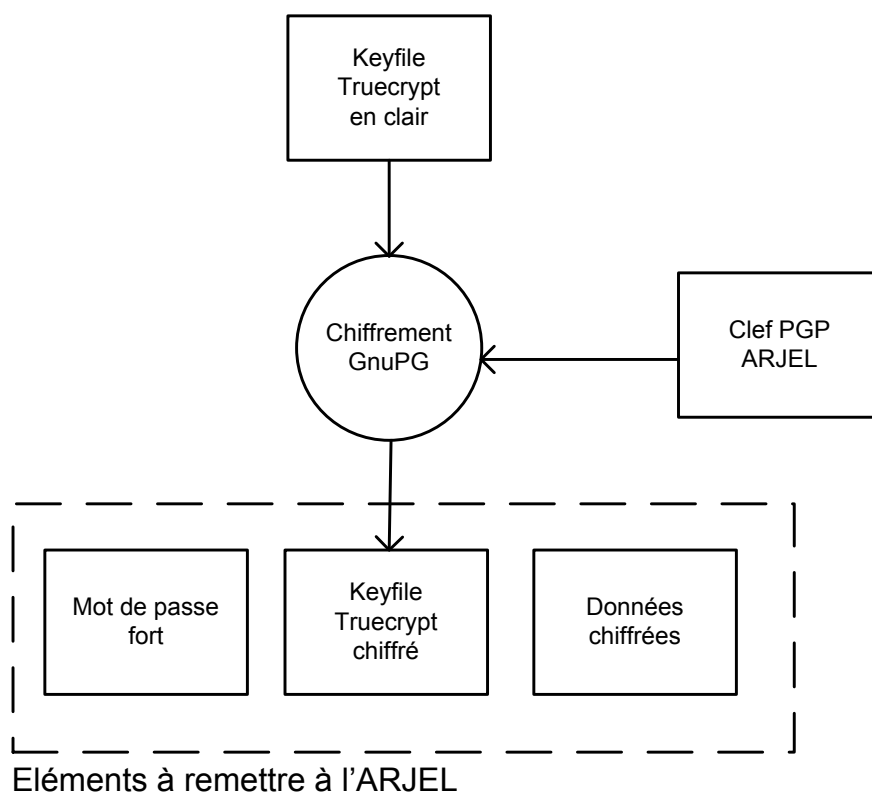 Keyfile
Truecrypt
en clair
Chiffrement
GnuPG
Clef PGP
ARJEL
Mot de passe
fort
Keyfile
Truecrypt
chiffré
Données
chiffrées
Eléments à remettre à l’ARJEL